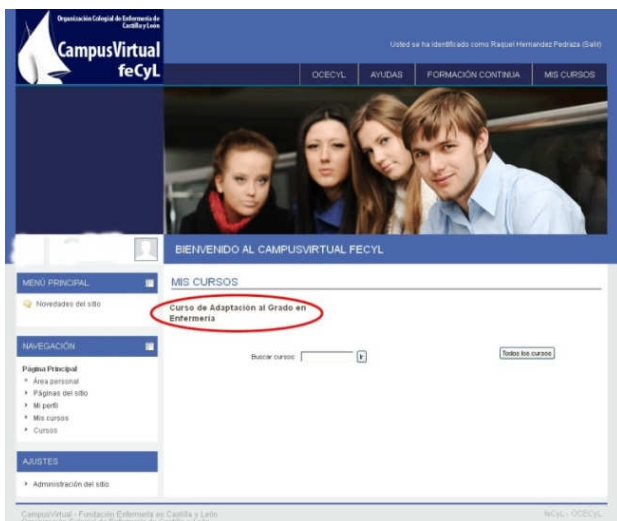 Organización Colegial de Enfermería de
Castilla y León
CampusVirtual
feCyL
Usted se ha identificado como Raquel Hernandez Pedraza (Salir)
OCECYL AYUDAS FORMACIÓN CONTINUA MIS CURSOS
BIENVENIDO AL CAMPUSVIRTUAL FECYL
MENÚ PRINCIPAL
Novedades del sitio
NAVEGACIÓN
Página Principal
Área personal
Páginas del sitio
Mi perfil
Mis cursos
Cursos
AJUSTES
Administración del sitio
MIS CURSOS
Curso de Adaptación al Grado en
Enfermería
Buscar cursos:
Todos los cursos
CampusVirtual - Fundación Enfermería en Castilla y León
feCyL - OCECyL